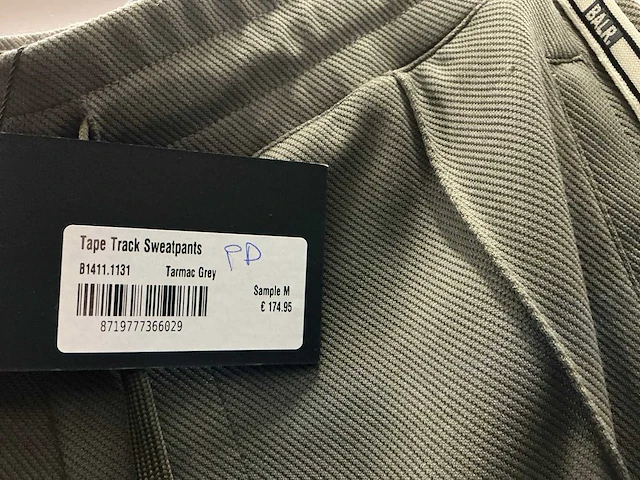 BALR.
Tape Track Sweatpants PD
B1411.1131 Tarmac Grey
Sample M
€ 174.95
8719777366029